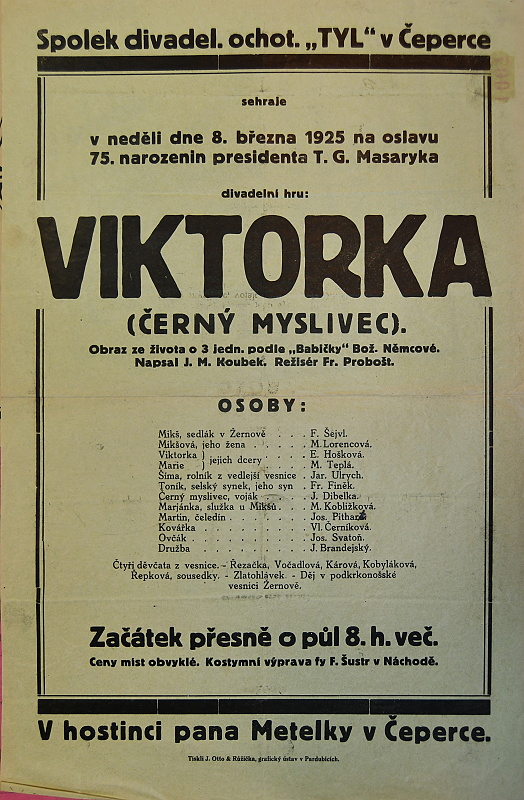 Spolek divadel. ochot. „TYL“ v Čeperce
sehraje
v neděli dne 8. března 1925 na oslavu
75. narozenin presidenta T. G. Masaryka
divadelní hru:
VIKTORKA
(ČERNÝ MYSLIVEC).
Obraz ze života o 3 jedn. podle „Babičky“ Bož. Němcové.
Napsal J. M. Koubek. Režisér Fr. Probošt.
OSOBY:
Mikš, sedlák v Žernově . . . F. Šejvl.
Mikšová, jeho žena . . . . M. Lorencová.
Viktorka } jejich dcery . . . . E. Hošková.
Marie } M. Teplá.
Šíma, rolník z vedlejší vesnice . Jar. Ulrych.
Toník, selský synek, jeho syn . Fr. Finěk.
Černý myslivec, voják . . . J. Dibelka.
Marjánka, služka u Mikšů . . M. Kobližková.
Martin, čeledín . . . . . . Jos. Pithart
Kovářka . . . . . . . . Vl. Černíková.
Ovčák . . . . . . . . Jos. Svatoň.
Družba . . . . . . . . J. Brandejský.
Čtyři děvčata z vesnice. - Řezačka, Vočadlová, Kárová, Kobyláková,
Řepková, sousedky. - Zlatohlávek. - Děj v podkrkonošské
vesnici Žernově.
Začátek přesně o půl 8. h. več.
Ceny míst obvyklé. Kostymní výprava fy F. Šustr v Náchodě.
V hostinci pana Metelky v Čeperce.
Tiskli J. Otto & Růžička, grafický ústav v Pardubicích.